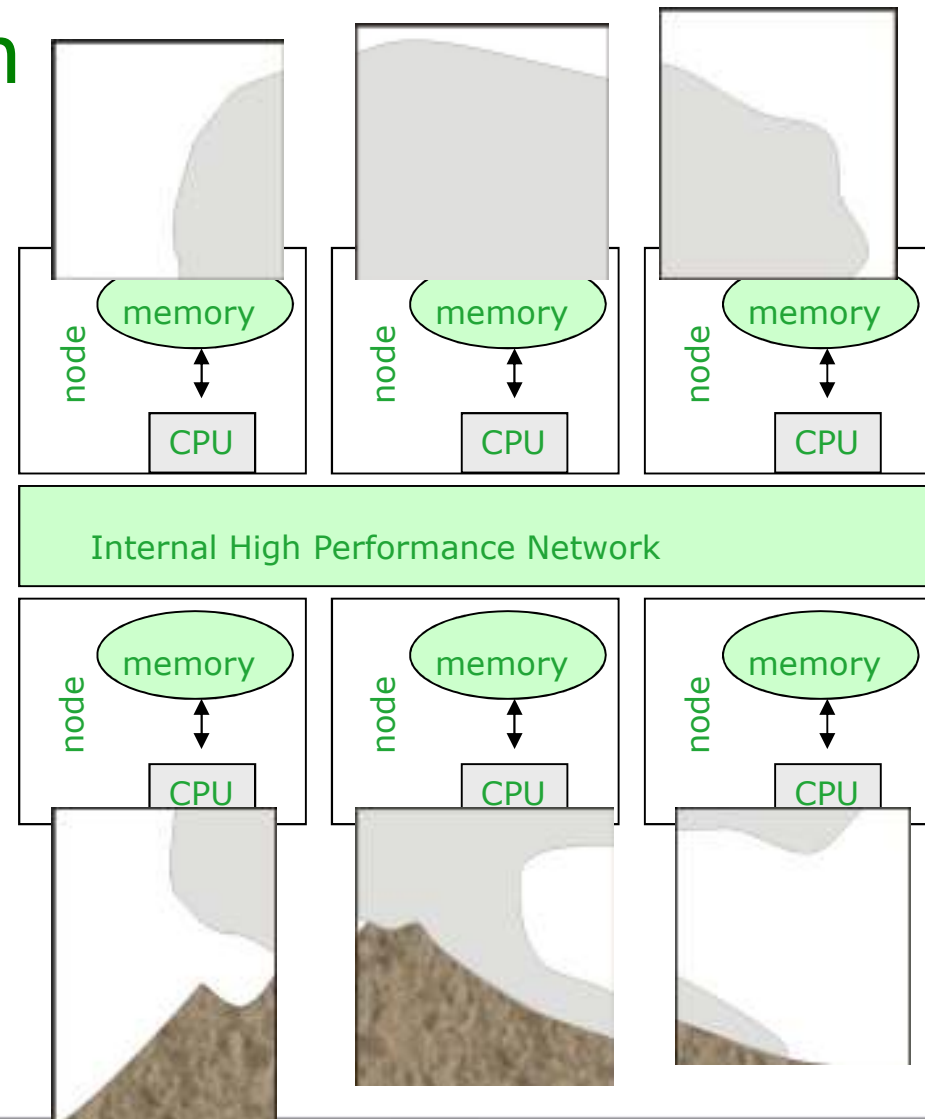 n
memory memory memory
node node node
CPU CPU CPU
Internal High Performance Network
memory memory memory
node node node
CPU CPU CPU